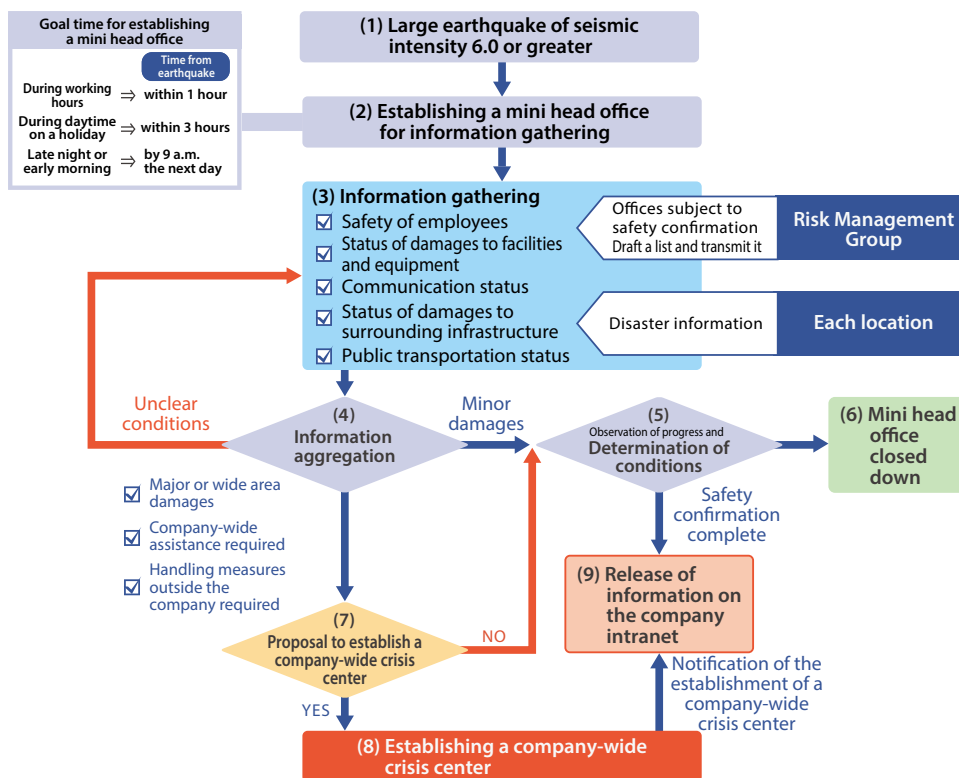 Goal time for establishing
a mini head office
Time from
earthquake
During working
hours
⇒ within 1 hour
During daytime
on a holiday
⇒ within 3 hours
Late night or
early morning
⇒ by 9 a.m.
the next day
(1) Large earthquake of seismic
intensity 6.0 or greater
(2) Establishing a mini head office
for information gathering
(3) Information gathering
Safety of employees
Status of damages to facilities
and equipment
Communication status
Status of damages to
surrounding infrastructure
Public transportation status
Offices subject to
safety confirmation
Draft a list and transmit it
Risk Management
Group
Disaster information
Each location
Unclear
conditions
(4)
Information
aggregation
Minor
damages
(5)
Observation of progress and
Determination of
conditions
(6) Mini head
office
closed
down
Major or wide area
damages
Company-wide
assistance required
Handling measures
outside the
company required
Safety
confirmation
complete
(7)
Proposal to establish a
company-wide crisis
center
NO
YES
(9) Release of
information on
the company
intranet
Notification of the
establishment of a
company-wide
crisis center
(8) Establishing a company-wide
crisis center